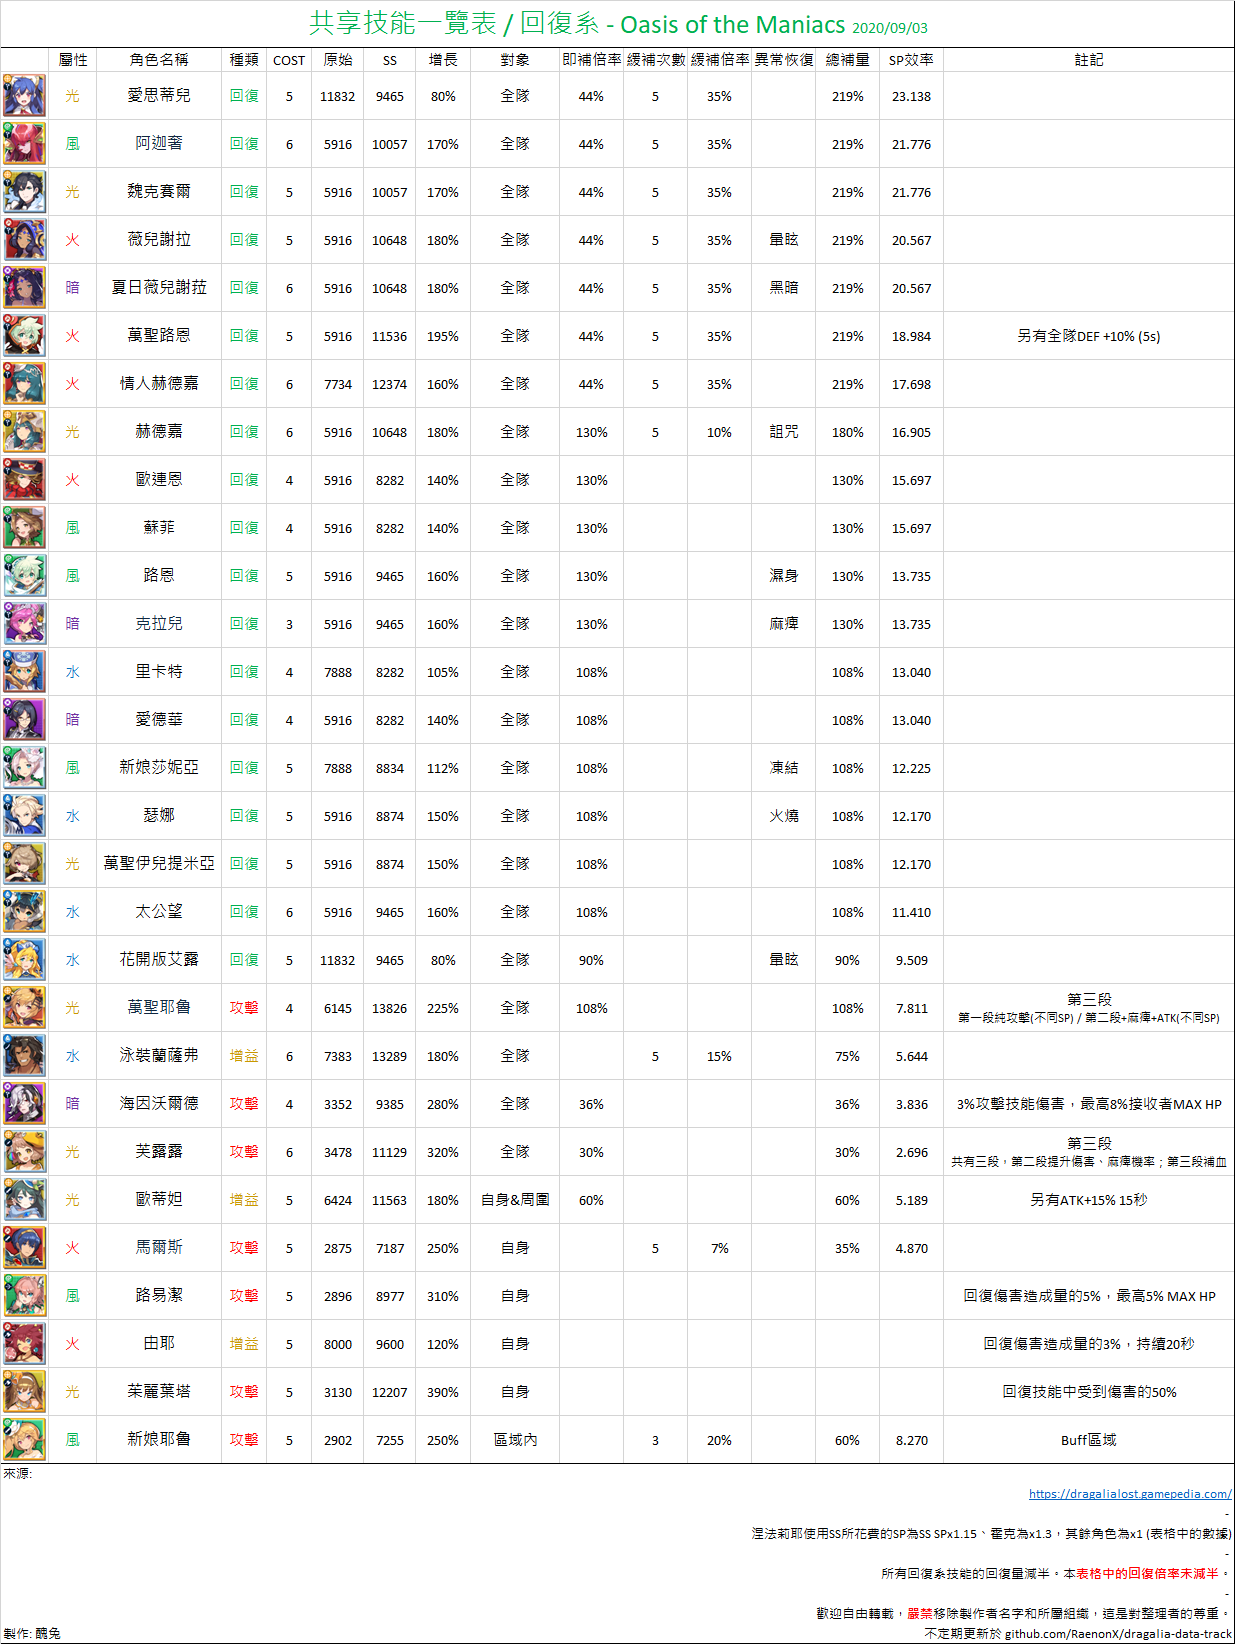 共享技能一覽表 / 回復系 - Oasis of the Maniacs 2020/09/03
屬性 角色名稱 種類 COST 原始 SS 增長 對象 即補倍率 緩補次數 緩補倍率 異常恢復 總補量 SP效率 註記
光 愛思蒂兒 回復 5 11832 9465 80% 全隊 44% 5 35% 219% 23.138
風 阿迦奢 回復 6 5916 10057 170% 全隊 44% 5 35% 219% 21.776
光 魏克賽爾 回復 5 5916 10057 170% 全隊 44% 5 35% 219% 21.776
火 薇兒謝拉 回復 5 5916 10648 180% 全隊 44% 5 35% 暈眩 219% 20.567
暗 夏日薇兒謝菈 回復 6 5916 10648 180% 全隊 44% 5 35% 黑暗 219% 20.567
火 萬聖路恩 回復 5 5916 11536 195% 全隊 44% 5 35% 219% 18.984 另有全隊DEF +10% (5s)
火 情人赫德嘉 回復 6 7734 12374 160% 全隊 44% 5 35% 219% 17.698
光 赫德嘉 回復 6 5916 10648 180% 全隊 130% 5 10% 詛咒 180% 16.905
火 歐連恩 回復 4 5916 8282 140% 全隊 130% 130% 15.697
風 蘇菲 回復 4 5916 8282 140% 全隊 130% 130% 15.697
風 路恩 回復 5 5916 9465 160% 全隊 130% 濕身 130% 13.735
暗 克拉兒 回復 3 5916 9465 160% 全隊 130% 麻痺 130% 13.735
水 里卡特 回復 4 7888 8282 105% 全隊 108% 108% 13.040
暗 愛德華 回復 4 5916 8282 140% 全隊 108% 108% 13.040
風 新娘莎妮亞 回復 5 7888 8834 112% 全隊 108% 凍結 108% 12.225
水 瑟娜 回復 5 5916 8874 150% 全隊 108% 火燒 108% 12.170
光 萬聖伊兒提米亞 回復 5 5916 8874 150% 全隊 108% 108% 12.170
水 太公望 回復 6 5916 9465 160% 全隊 108% 108% 11.410
水 花開版艾露 回復 5 11832 9465 80% 全隊 90% 暈眩 90% 9.509
光 萬聖耶魯 攻擊 4 6145 13826 225% 全隊 108% 108% 7.811 第三段
第一段純攻擊(不同SP) / 第二段+麻痺+ATK(不同SP)
水 泳裝蘭薩弗 增益 6 7383 13289 180% 全隊 5 15% 75% 5.644
暗 海因沃爾德 攻擊 4 3352 9385 280% 全隊 36% 36% 3.836 3%攻擊技能傷害，最高8%接收者MAX HP
光 芙露露 攻擊 6 3478 11129 320% 全隊 30% 30% 2.696 第三段
共有三段，第二段提升傷害、麻痺機率；第三段補血
光 歐蒂妲 增益 5 6424 11563 180% 自身&周圍 60% 60% 5.189 另有ATK+15% 15秒
火 馬爾斯 攻擊 5 2875 7187 250% 自身 5 7% 35% 4.870
風 路易潔 攻擊 5 2896 8977 310% 自身 回復傷害造成量的5%，最高5% MAX HP
火 由耶 增益 5 8000 9600 120% 自身 回復傷害造成量的3%，持續20秒
光 茱麗葉塔 攻擊 5 3130 12207 390% 自身 回復技能中受到傷害的50%
風 新娘耶魯 攻擊 5 2902 7255 250% 區域內 3 20% 60% 8.270 Buff區域
來源:
https://dragalialost.gamepedia.com/
-
涅法莉耶使用SS所花費的SP為SS SPx1.15、霍克為x1.3，其餘角色為x1 (表格中的數據)
-
所有回復系技能的回復量減半。本表格中的回復倍率未減半。
-
歡迎自由轉載，嚴禁移除製作者名字和所屬組織，這是對整理者的尊重。
製作: 醜兔 不定期更新於 github.com/RaenonX/dragalia-data-track